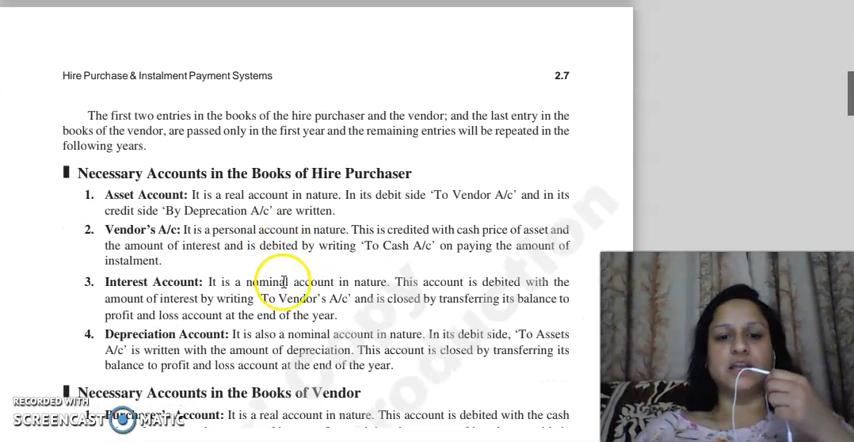 Hire Purchase & Instalment Payment Systems 2.7
The first two entries in the books of the hire purchaser and the vendor; and the last entry in the
books of the vendor, are passed only in the first year and the remaining entries will be repeated in the
following years.
Necessary Accounts in the Books of Hire Purchaser
1. Asset Account: It is a real account in nature. In its debit side ‘To Vendor A/c’ and in its
credit side ‘By Deprecation A/c’ are written.
2. Vendor’s A/c: It is a personal account in nature. This is credited with cash price of asset and
the amount of interest and is debited by writing ‘To Cash A/c’ on paying the amount of
instalment.
3. Interest Account: It is a nominal account in nature. This account is debited with the
amount of interest by writing ‘To Vendor’s A/c’ and is closed by transferring its balance to
profit and loss account at the end of the year.
4. Depreciation Account: It is also a nominal account in nature. In its debit side, ‘To Assets
A/c’ is written with the amount of depreciation. This account is closed by transferring its
balance to profit and loss account at the end of the year.
Necessary Accounts in the Books of Vendor
Account: It is a real account in nature. This account is debited with the cash
Copy
RECORDED WITH
SCREENCAST MATIC